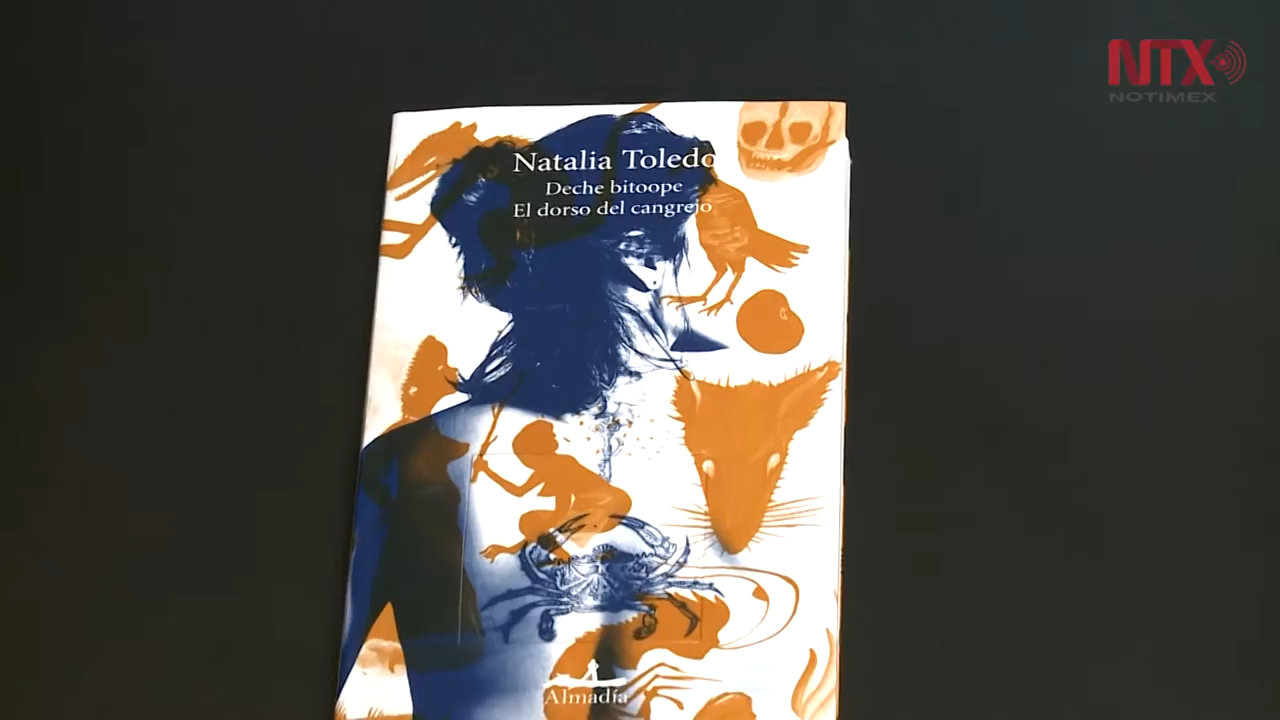 NTX
NOTIMEX
Natalia Toledo
Deche bitoope
El dorso del cangrejo
Almadía